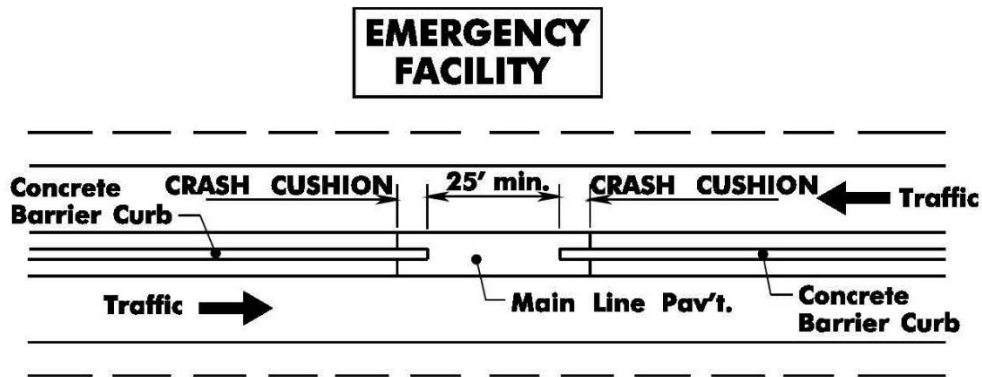 EMERGENCY
FACILITY
Concrete
Barrier Curb
CRASH CUSHION
25' min.
CRASH CUSHION
Traffic
Traffic
Main Line Pav't.
Concrete
Barrier Curb